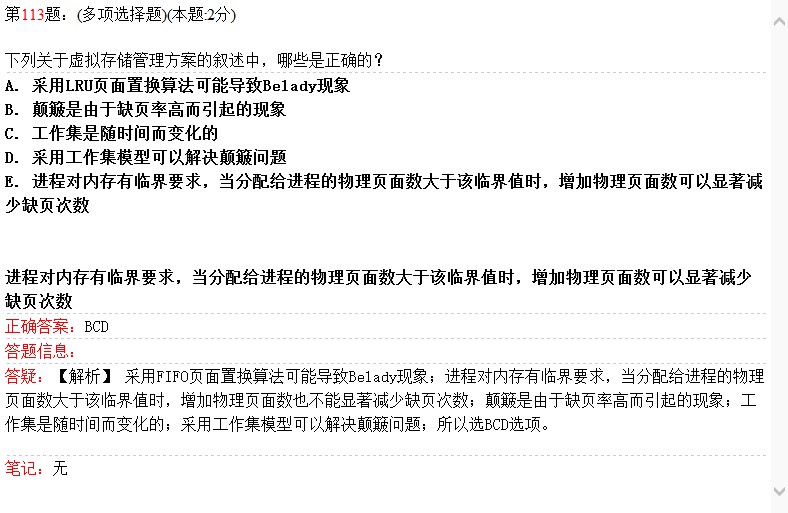 第113题：(多项选择题)(本题:2分)
下列关于虚拟存储管理方案的叙述中，哪些是正确的？
A. 采用LRU页面置换算法可能导致Belady现象
B. 颠簸是由于缺页率高而引起的现象
C. 工作集是随时间而变化的
D. 采用工作集模型可以解决颠簸问题
E. 进程对内存有临界要求，当分配给进程的物理页面数大于该临界值时，增加物理页面数可以显著减
少缺页次数
进程对内存有临界要求，当分配给进程的物理页面数大于该临界值时，增加物理页面数可以显著减少
缺页次数
正确答案：BCD
答题信息：
答疑：【解析】 采用FIFO页面置换算法可能导致Belady现象；进程对内存有临界要求，当分配给进程的物理
页面数大于该临界值时，增加物理页面数也不能显著减少缺页次数；颠簸是由于缺页率高而引起的现象；工
作集是随时间而变化的；采用工作集模型可以解决颠簸问题；所以选BCD选项。
笔记：无